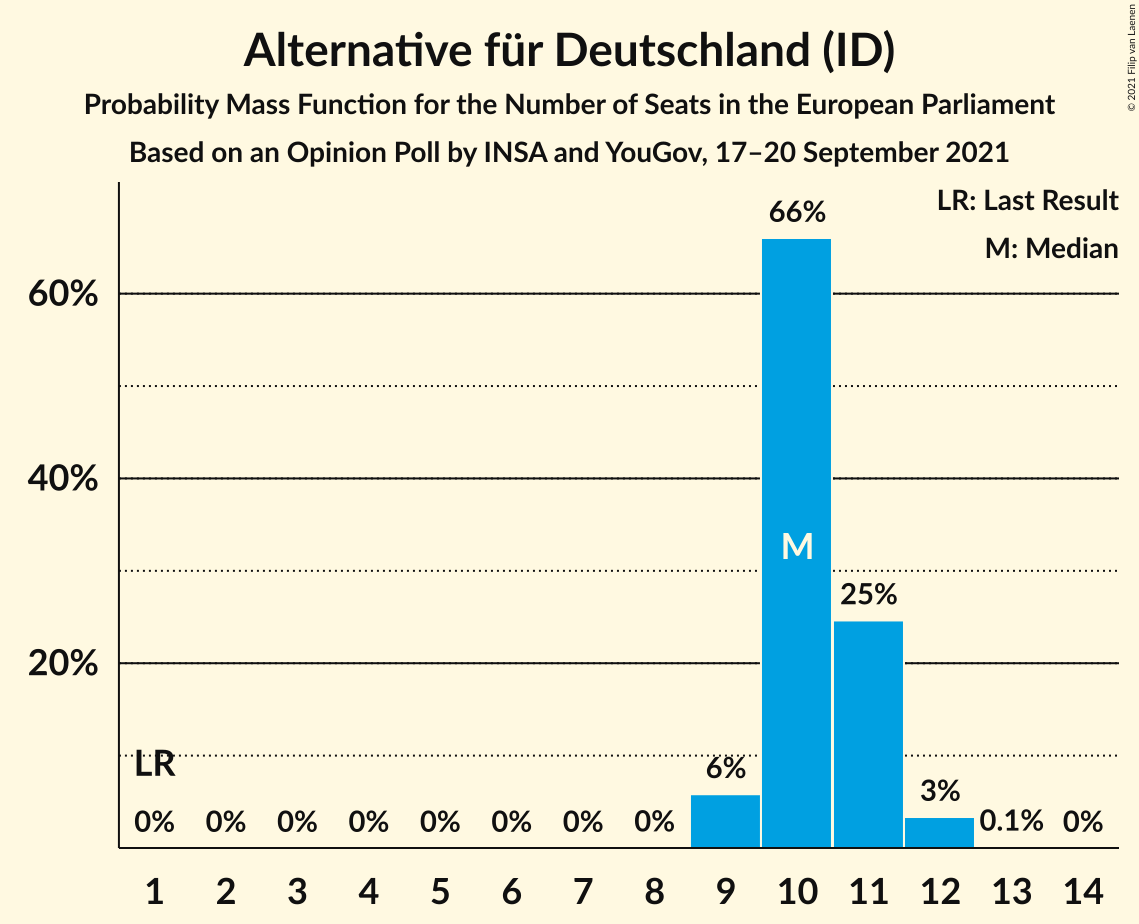 Alternative für Deutschland (ID)
Probability Mass Function for the Number of Seats in the European Parliament
Based on an Opinion Poll by INSA and YouGov, 17–20 September 2021
© 2021 Filip van Laenen
LR: Last Result
M: Median
60%
40%
20%
LR
0%
0%
0%
0%
0%
0%
0%
0%
6%
66%
M
25%
3%
0.1%
0%
1 2 3 4 5 6 7 8 9 10 11 12 13 14